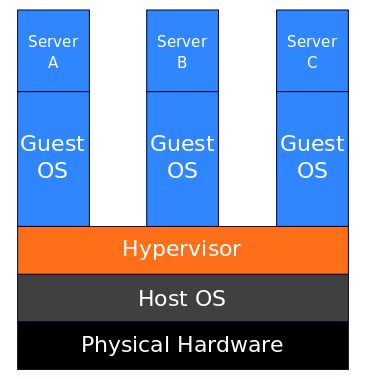 Server
A
Server
B
Server
C
Guest
OS
Guest
OS
Guest
OS
Hypervisor
Host OS
Physical Hardware